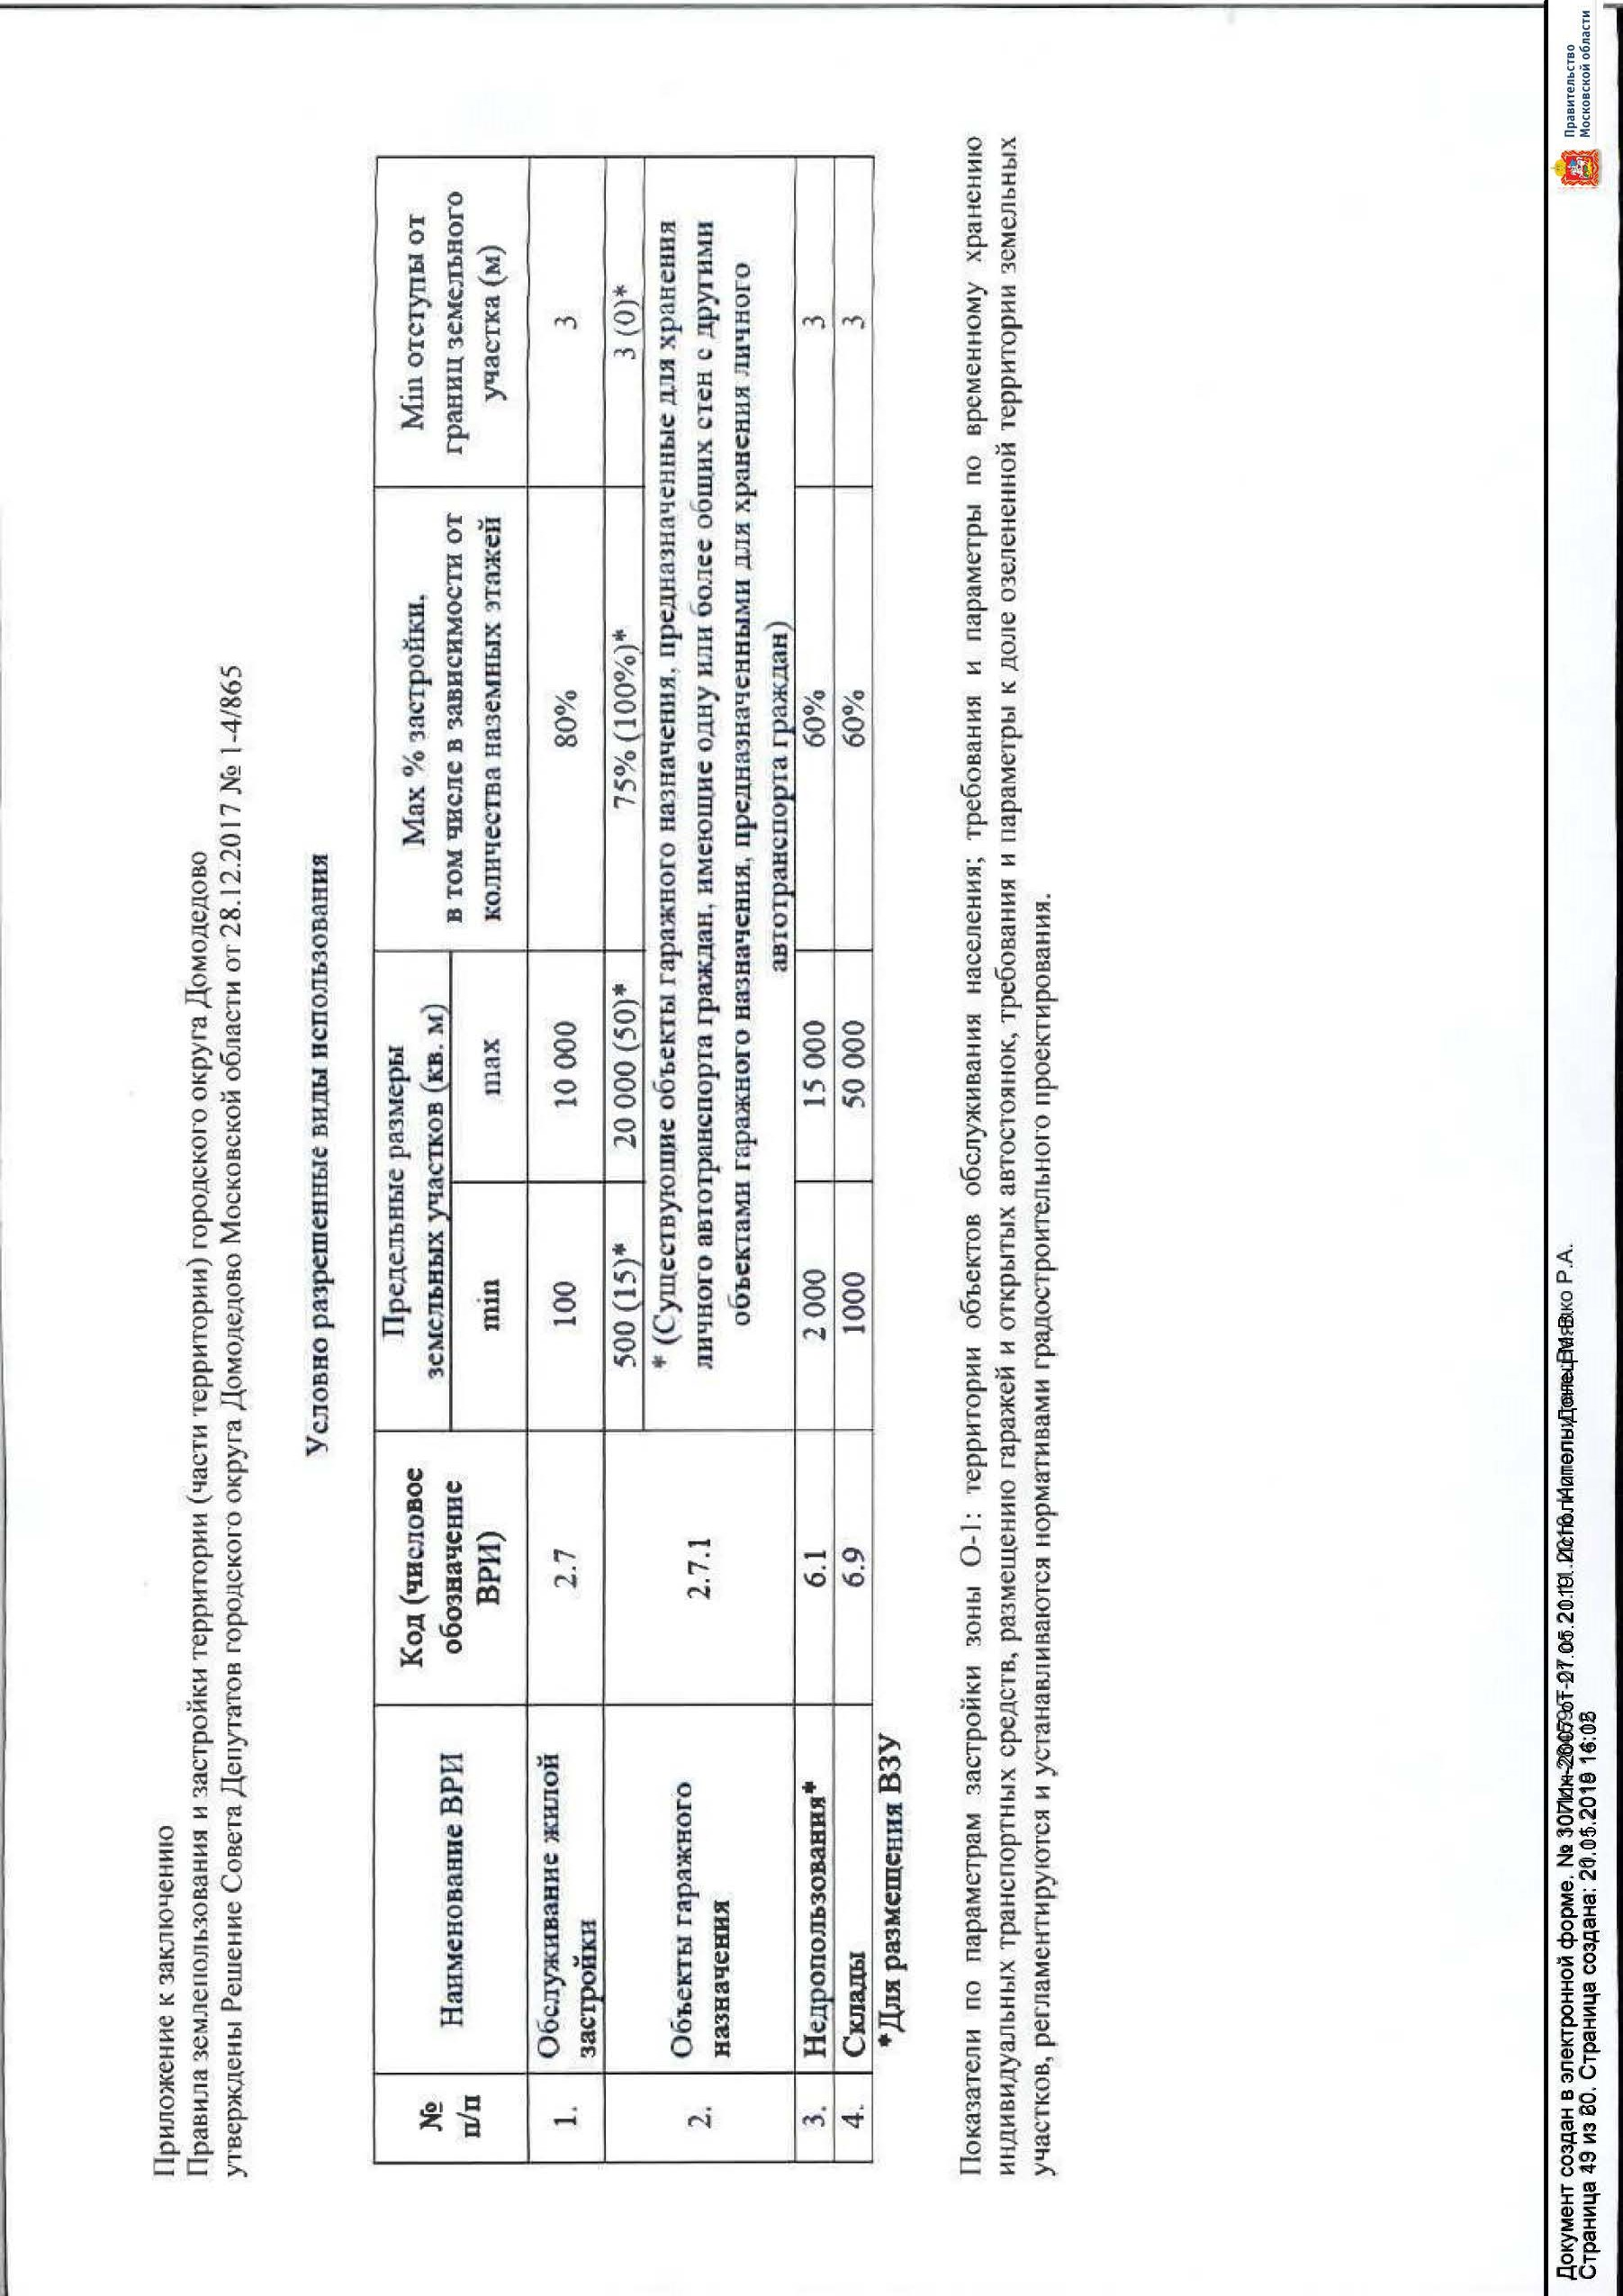 Приложение к заключению
Правила землепользования и застройки территории (части территории) городского округа Домодедово
утверждены Решение Совета Депутатов городского округа Домодедово Московской области от 28.12.2017 № 1-4/865
Условно разрешенные виды использования
№ п/п
Наименование ВРИ
Код (числовое
обозначение
ВРИ)
Предельные размеры
земельных участков (кв. м)
min
max
Max % застройки,
в том числе в зависимости от
количества наземных этажей
Min отступы от
границ земельного
участка (м)
1.
Обслуживание жилой
застройки
2.7
100
10 000
80%
3
2.
Объекты гаражного
назначения
2.7.1
500 (15)*
20 000 (50)*
75% (100%)*
3 (0)*
* (Существующие объекты гаражного назначения, предназначенные для хранения
личного автотранспорта граждан, имеющие одну или более общих стен с другими
объектами гаражного назначения, предназначенными для хранения личного
автотранспорта граждан)
3.
Недропользования*
6.1
2 000
15 000
60%
3
4.
Склады
6.9
1000
50 000
60%
3
*Для размещения ВЗУ
Показатели по параметрам застройки зоны О-1: территории объектов обслуживания населения; требования и параметры по временному хранению
индивидуальных транспортных средств, размещению гаражей и открытых автостоянок, требования и параметры к доле озелененной территории земельных
участков, регламентируются и устанавливаются нормативами градостроительного проектирования.
Документ создан в электронной форме. №
Страница 49 из 80. Страница создана:
Правительство
Московской области